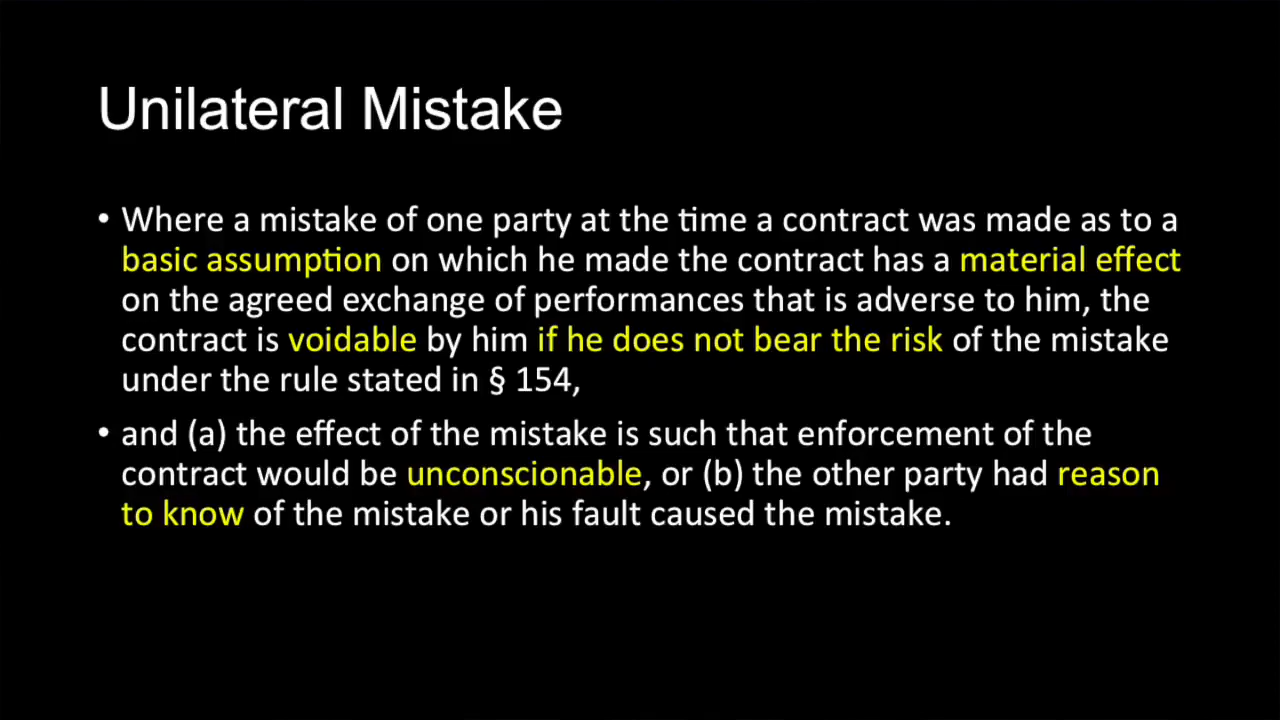 Unilateral Mistake
• Where a mistake of one party at the time a contract was made as to a
basic assumption on which he made the contract has a material effect
on the agreed exchange of performances that is adverse to him, the
contract is voidable by him if he does not bear the risk of the mistake
under the rule stated in § 154,
• and (a) the effect of the mistake is such that enforcement of the
contract would be unconscionable, or (b) the other party had reason
to know of the mistake or his fault caused the mistake.